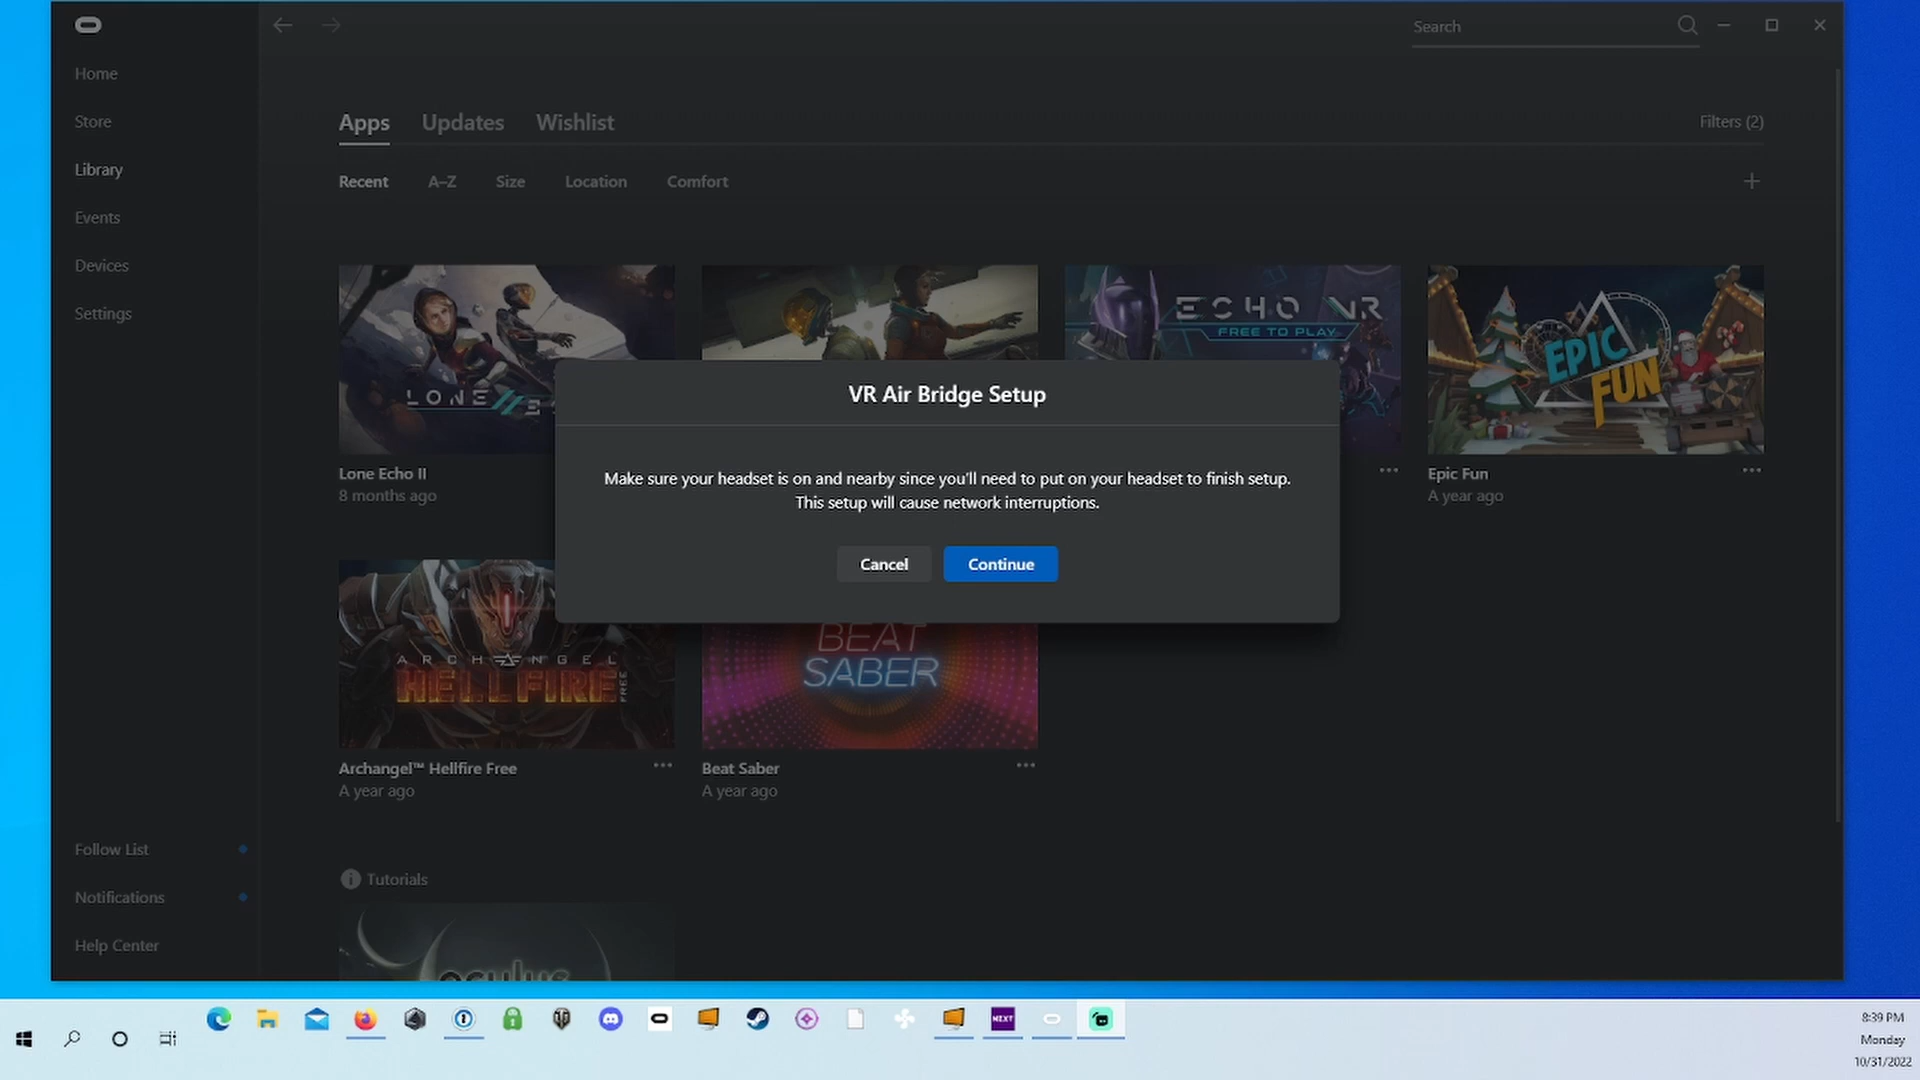 Search
Home
Store
Library
Events
Devices
Settings
Apps Updates Wishlist
Filters (2)
Recent A–Z Size Location Comfort
LONE
E
ECHO VR
FREE TO PLAY
EPIC
FUN
Lone Echo II
8 months ago
Epic Fun
A year ago
VR Air Bridge Setup
Make sure your headset is on and nearby since you'll need to put on your headset to finish setup.
This setup will cause network interruptions.
Cancel
Continue
ARCHANGEL
HELLFIRE
FREE
BEAT
SABER
Archangel™ Hellfire Free
A year ago
Beat Saber
A year ago
Follow List
Notifications
Help Center
Tutorials
oculus
NEXT
8:39 PM
Monday
10/31/2022